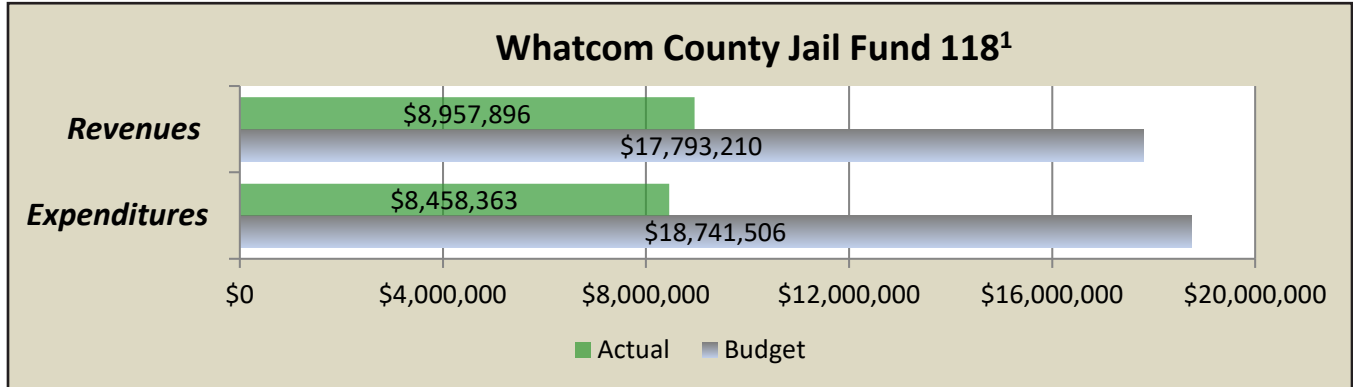 Whatcom County Jail Fund 118¹
Revenues
$8,957,896
$17,793,210
Expenditures
$8,458,363
$18,741,506
$0 $4,000,000 $8,000,000 $12,000,000 $16,000,000 $20,000,000
Actual Budget